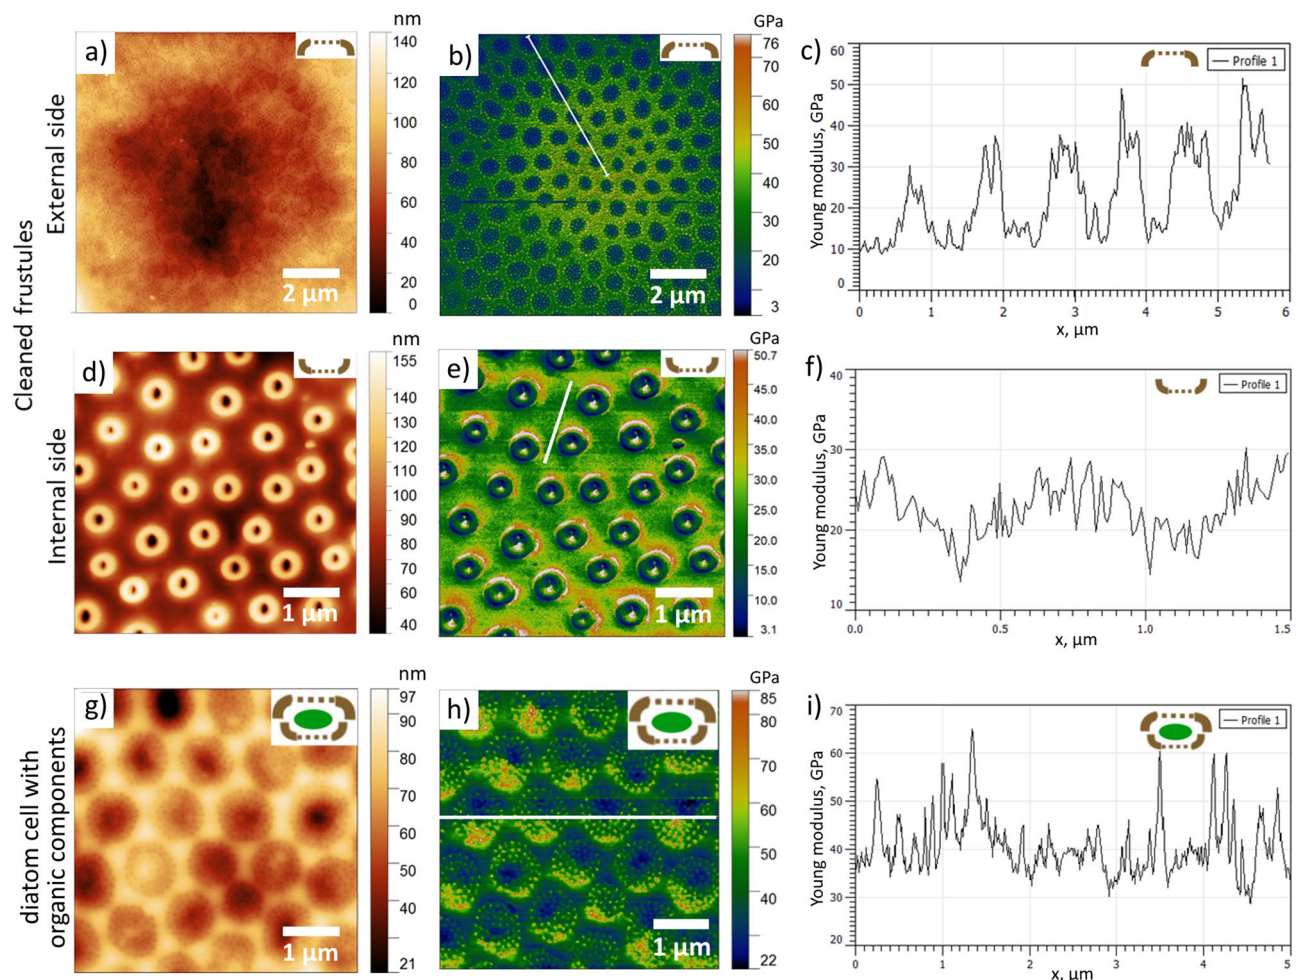 Cleaned frustules
External side
Internal side
diatom cell with
organic components
a)
nm
140
120
100
80
60
40
20
0
2 µm
b)
GPa
76
70
60
50
40
30
20
10
3
2 µm
c)
Profile 1
Young modulus, GPa
60
50
40
30
20
10
0
0 1 2 3 4 5 6
x, µm
d)
nm
155
140
130
120
110
100
90
80
70
60
50
40
1 µm
e)
GPa
50.7
45.0
40.0
35.0
30.0
25.0
20.0
15.0
10.0
3.1
1 µm
f)
Profile 1
Young modulus, GPa
40
30
20
10
0.0 0.5 1.0 1.5
x, µm
g)
nm
97
90
80
70
60
50
40
21
1 µm
h)
GPa
85
80
70
60
50
40
22
1 µm
i)
Profile 1
Young modulus, GPa
70
60
50
40
30
20
0 1 2 3 4 5
x, µm